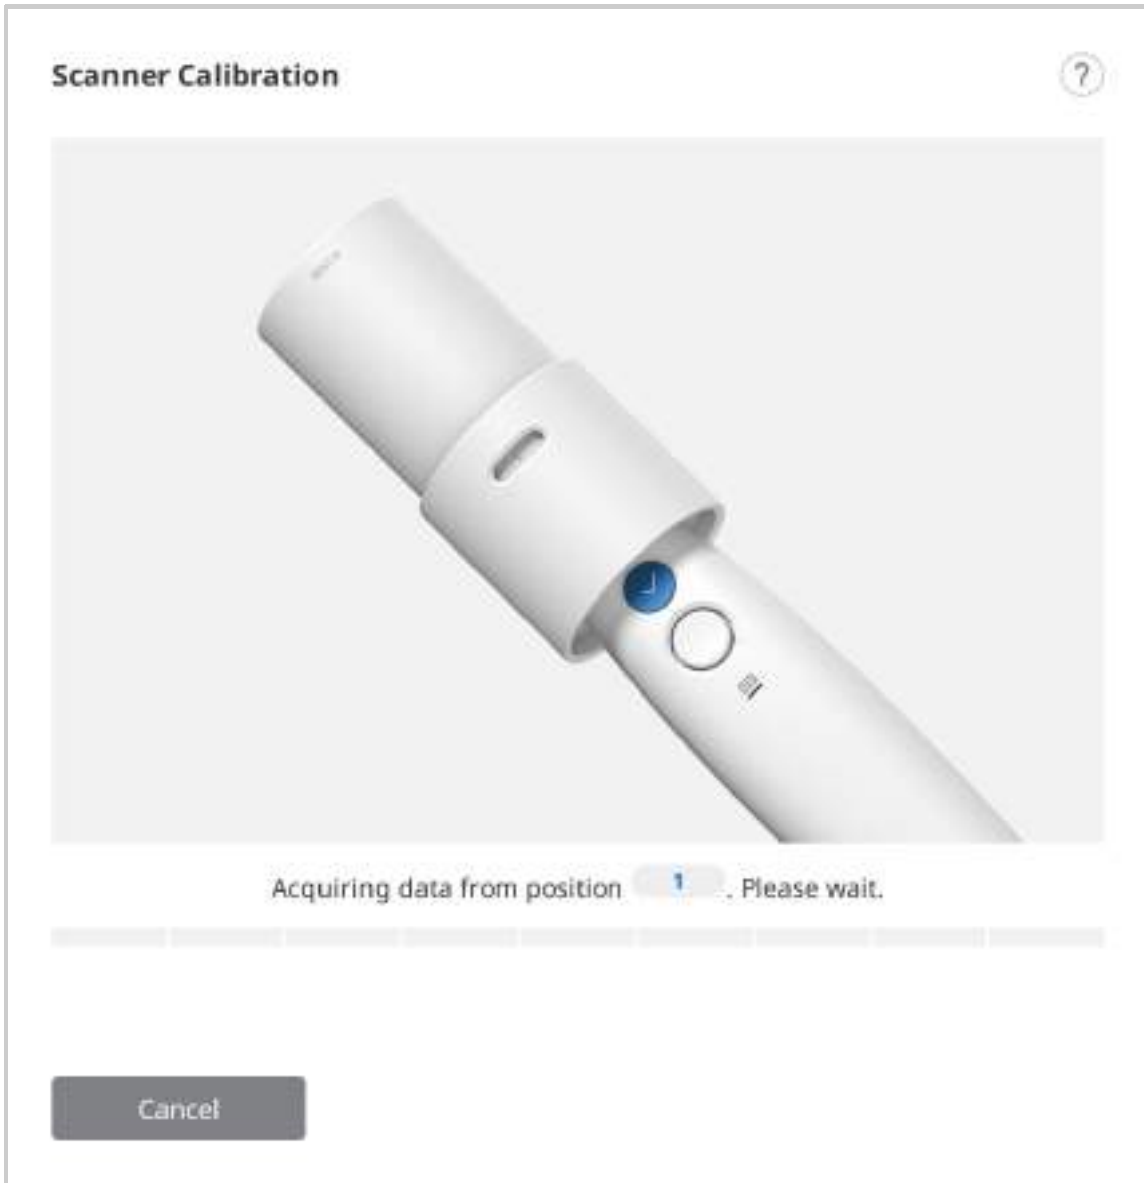 Scanner Calibration
?
Acquiring data from position 1 . Please wait.
Cancel